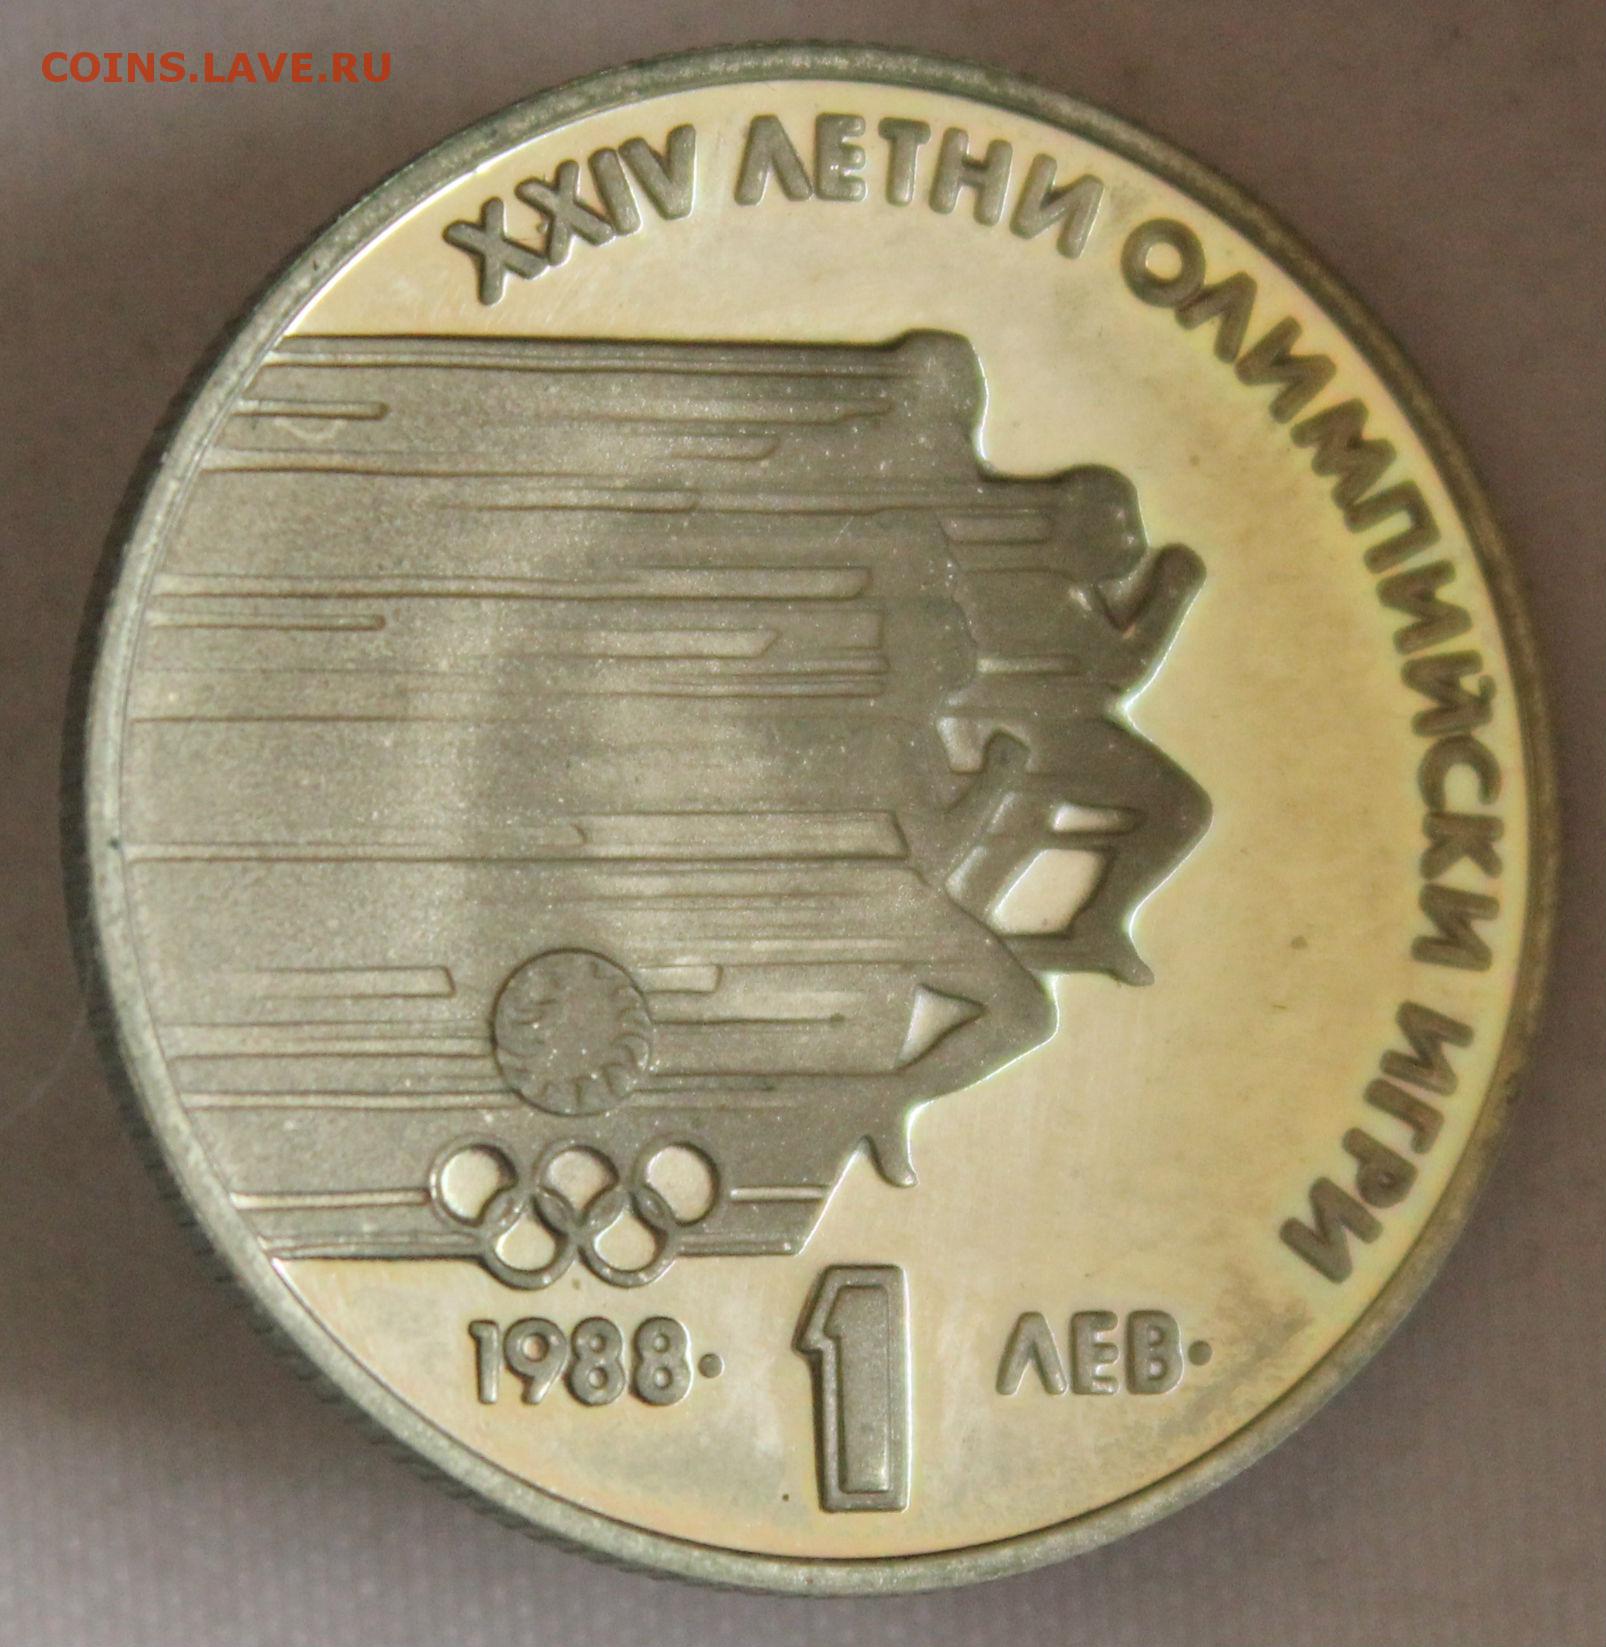 COINS.LAVE.RU
XXIV ЛЕТНИ ОЛИМПИЙСКИ ИГРИ
1988· 1 ЛЕВ·